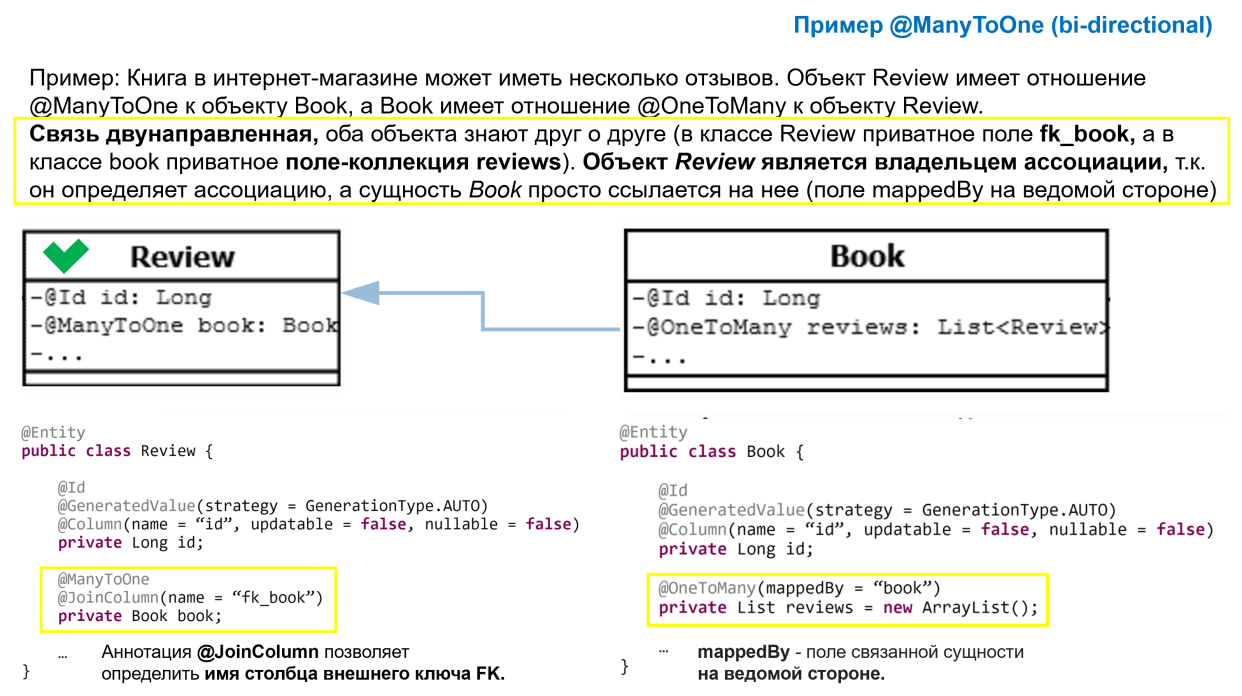 Пример @ManyToOne (bi-directional)
Пример: Книга в интернет-магазине может иметь несколько отзывов. Объект Review имеет отношение
@ManyToOne к объекту Book, а Book имеет отношение @OneToMany к объекту Review.
Связь двунаправленная, оба объекта знают друг о друге (в классе Review приватное поле fk_book, а в
классе book приватное поле-коллекция reviews). Объект Review является владельцем ассоциации, т.к.
он определяет ассоциацию, а сущность Book просто ссылается на нее (поле mappedBy на ведомой стороне)
Review
-@Id id: Long
-@ManyToOne book: Book
-...
Book
-@Id id: Long
-@OneToMany reviews: List<Review>
-...
@Entity
public class Review {
@Id
@GeneratedValue(strategy = GenerationType.AUTO)
@Column(name = “id”, updatable = false, nullable = false)
private Long id;
@ManyToOne
@JoinColumn(name = “fk_book”)
private Book book;
… Аннотация @JoinColumn позволяет
} определить имя столбца внешнего ключа FK.
@Entity
public class Book {
@Id
@GeneratedValue(strategy = GenerationType.AUTO)
@Column(name = “id”, updatable = false, nullable = false)
private Long id;
@OneToMany(mappedBy = “book”)
private List reviews = new ArrayList();
… mappedBy - поле связанной сущности
} на ведомой стороне.